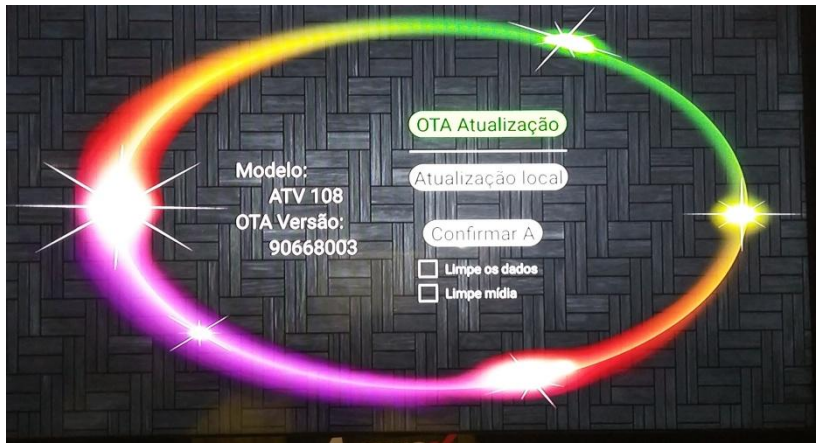 Modelo:
ATV 108
OTA Versão:
90668003
OTA Atualização
Atualização local
Confirmar A
Limpe os dados
Limpe mídia